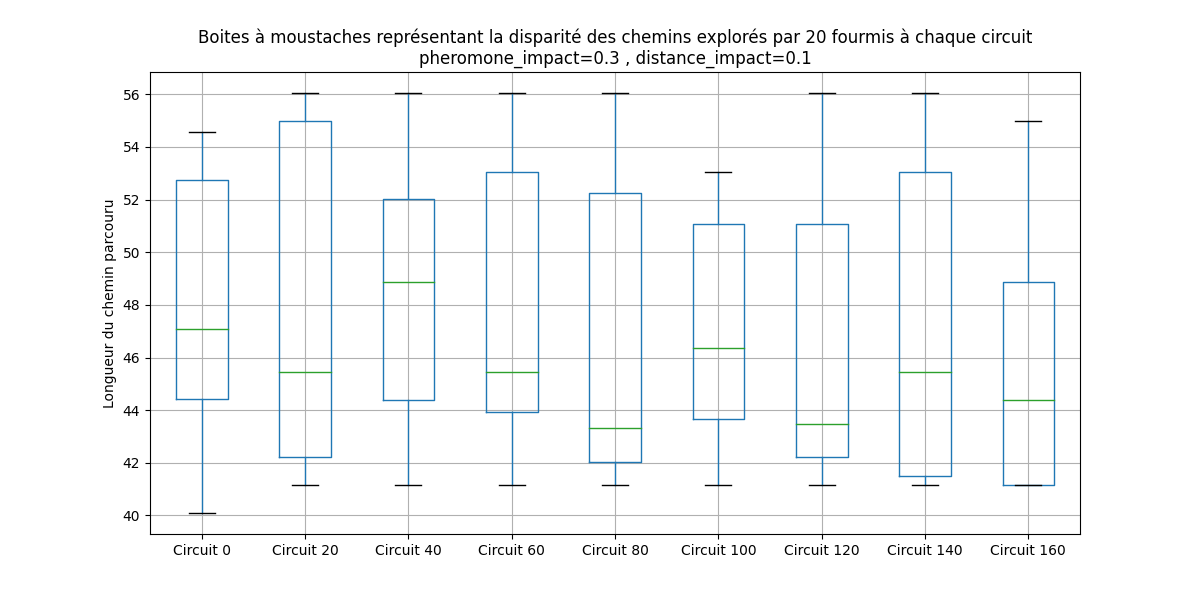 Boites à moustaches représentant la disparité des chemins explorés par 20 fourmis à chaque circuit
pheromone_impact=0.3 , distance_impact=0.1
Longueur du chemin parcouru
56
54
52
50
48
46
44
42
40
Circuit 0 Circuit 20 Circuit 40 Circuit 60 Circuit 80 Circuit 100 Circuit 120 Circuit 140 Circuit 160